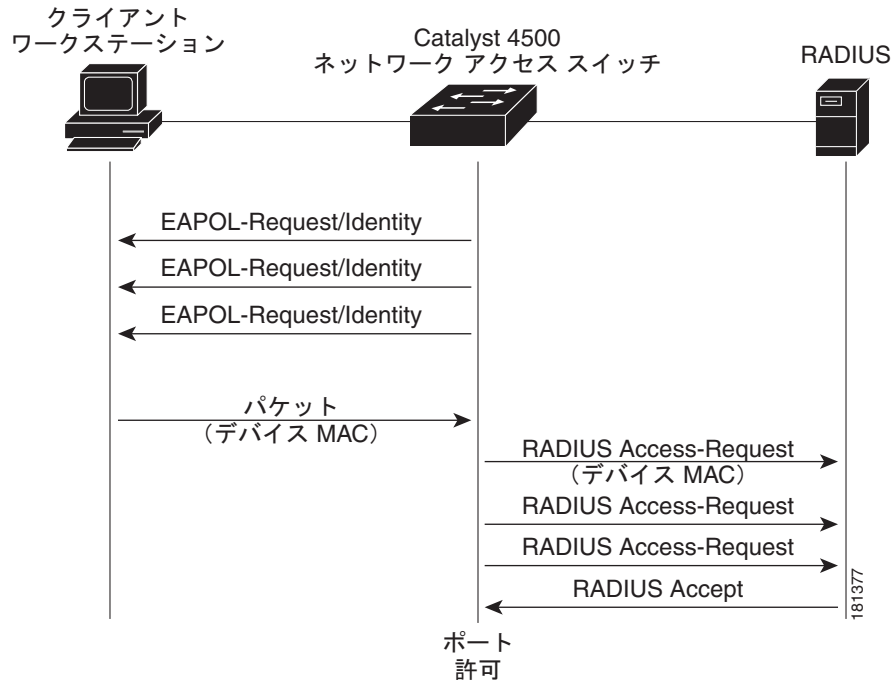 クライアント
ワークステーション
Catalyst 4500
ネットワーク アクセス スイッチ
RADIUS
EAPOL-Request/Identity
EAPOL-Request/Identity
EAPOL-Request/Identity
パケット
（デバイス MAC）
RADIUS Access-Request
（デバイス MAC）
RADIUS Access-Request
RADIUS Access-Request
RADIUS Accept
181377
ポート
許可